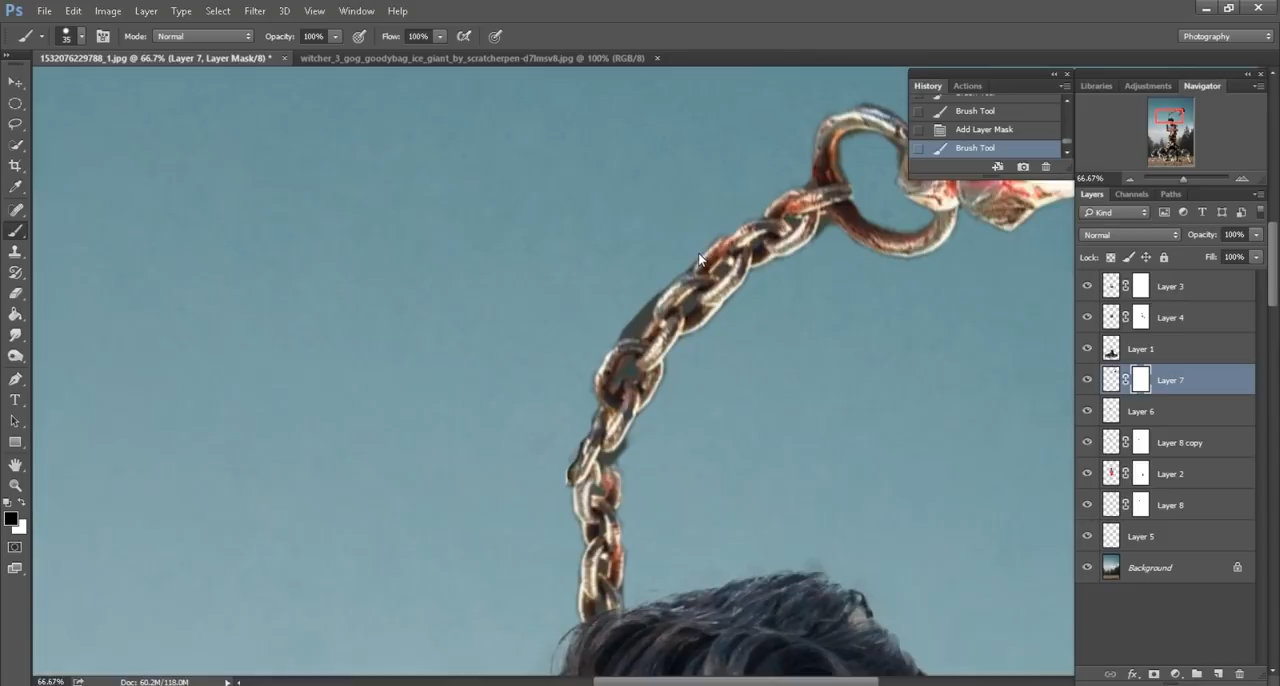 Ps File Edit Image Layer Type Select Filter 3D View Window Help
35 Mode: Normal Opacity: 100% Flow: 100% Photography
1532076229788_1.jpg @ 66.7% (Layer 7, Layer Mask/8) * × witcher_3_gog_goodybag_ice_giant_by_scratcherpen-d7lmsv8.jpg @ 100% (RGB/8) ×
History Actions
Libraries Adjustments Navigator
Brush Tool
Brush Tool
Add Layer Mask
Brush Tool
66.67%
Layers Channels Paths
Kind
Normal Opacity: 100%
Lock: Fill: 100%
Layer 3
Layer 4
Layer 1
Layer 7
Layer 6
Layer 8 copy
Layer 2
Layer 8
Layer 5
Background
66.67% Doc: 60.2M/118.0M